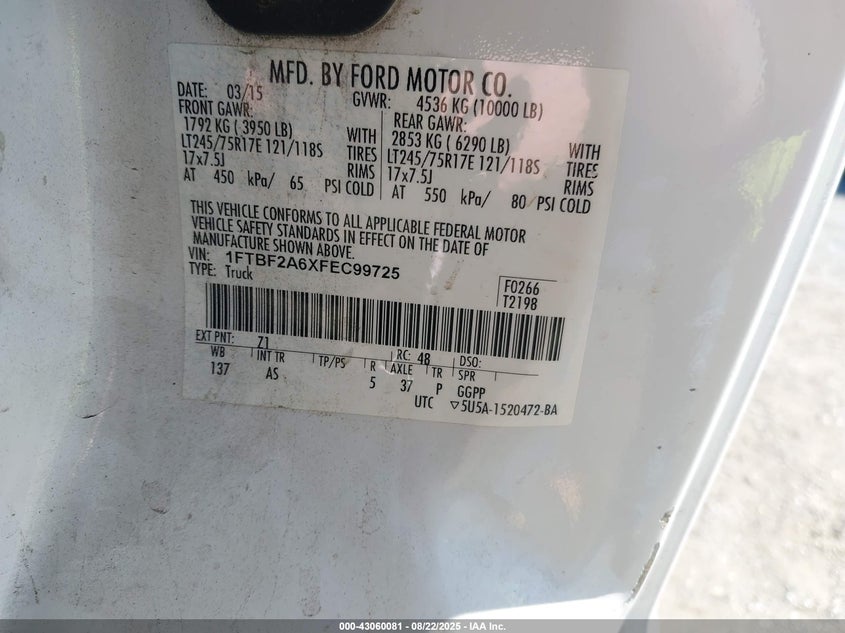 MFD. BY FORD MOTOR CO.
DATE: 03/15 GVWR: 4536 KG (10000 LB)
FRONT GAWR: REAR GAWR:
1792 KG ( 3950 LB) WITH 2853 KG ( 6290 LB) WITH
LT245/75R17E 121/118S TIRES LT245/75R17E 121/118S TIRES
17x7.5J RIMS 17x7.5J RIMS
AT 450 kPa/ 65 PSI COLD AT 550 kPa/ 80 PSI COLD
THIS VEHICLE CONFORMS TO ALL APPLICABLE FEDERAL MOTOR
VEHICLE SAFETY STANDARDS IN EFFECT ON THE DATE OF
MANUFACTURE SHOWN ABOVE.
VIN: 1FTBF2A6XFEC99725
TYPE: Truck
F0266
T2198
EXT PNT: Z1 RC: 48 DSO:
WB INT TR TP/PS R AXLE TR SPR
137 AS 5 37 P GGPP
UTC ▽5U5A-1520472-BA
000-43060081 - 08/22/2025 - IAA Inc.